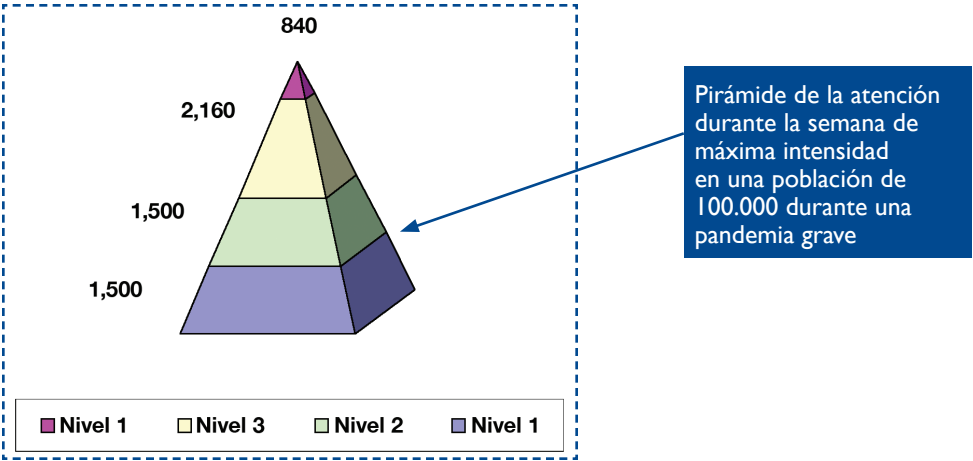 840
2,160
1,500
1,500
Nivel 1
Nivel 3
Nivel 2
Nivel 1
Pirámide de la atención
durante la semana de
máxima intensidad
en una población de
100.000 durante una
pandemia grave